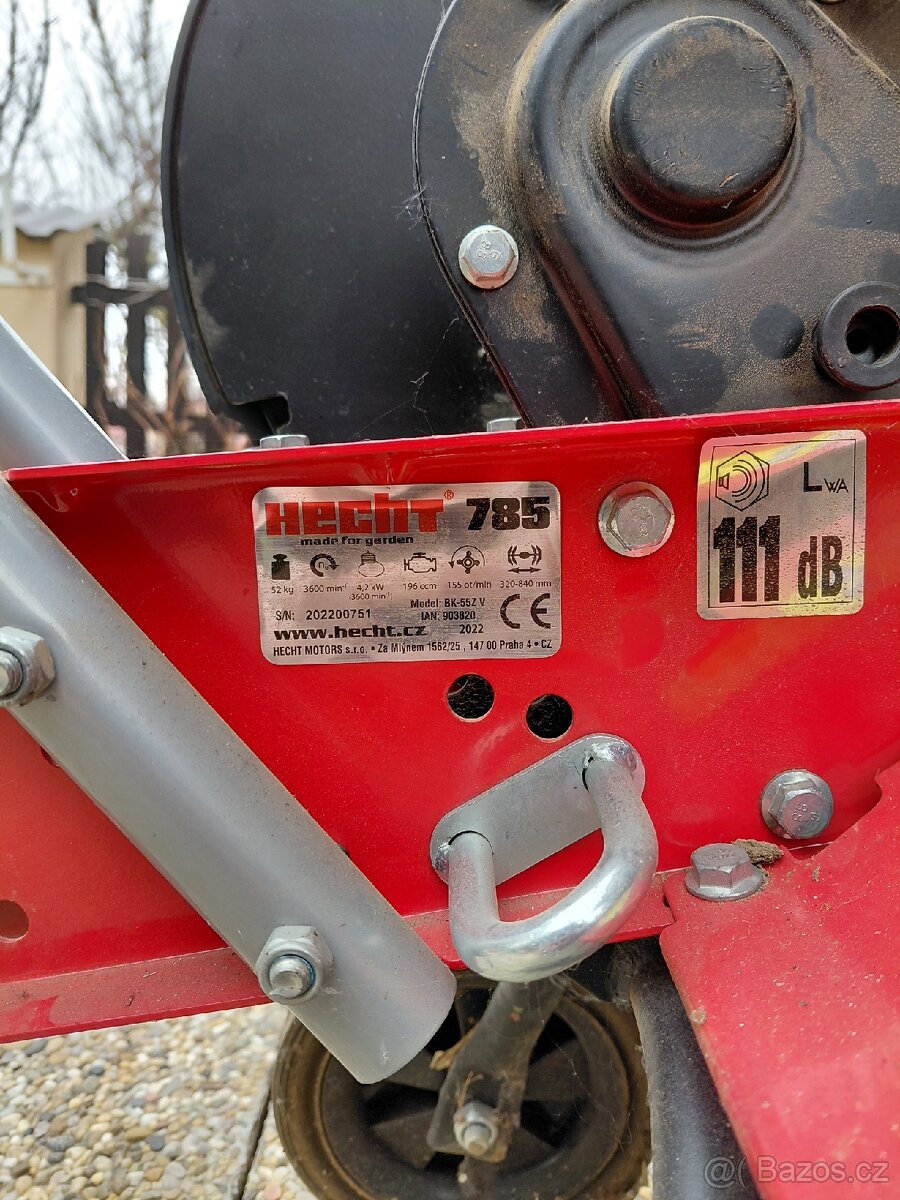 HECHT® 785
made for garden
52 kg 3600 min⁻¹ 4,2 kW 196 ccm 155 ot/min 320-840 mm
(3600 min⁻¹)
Model: BK-55Z V
S/N: 202200751 IAN: 903820
www.hecht.cz 2022 CE
HECHT MOTORS s.r.o. • Za Mlýnem 1562/25 , 147 00 Praha 4 • CZ
LWA
111 dB
@ Bazos.cz